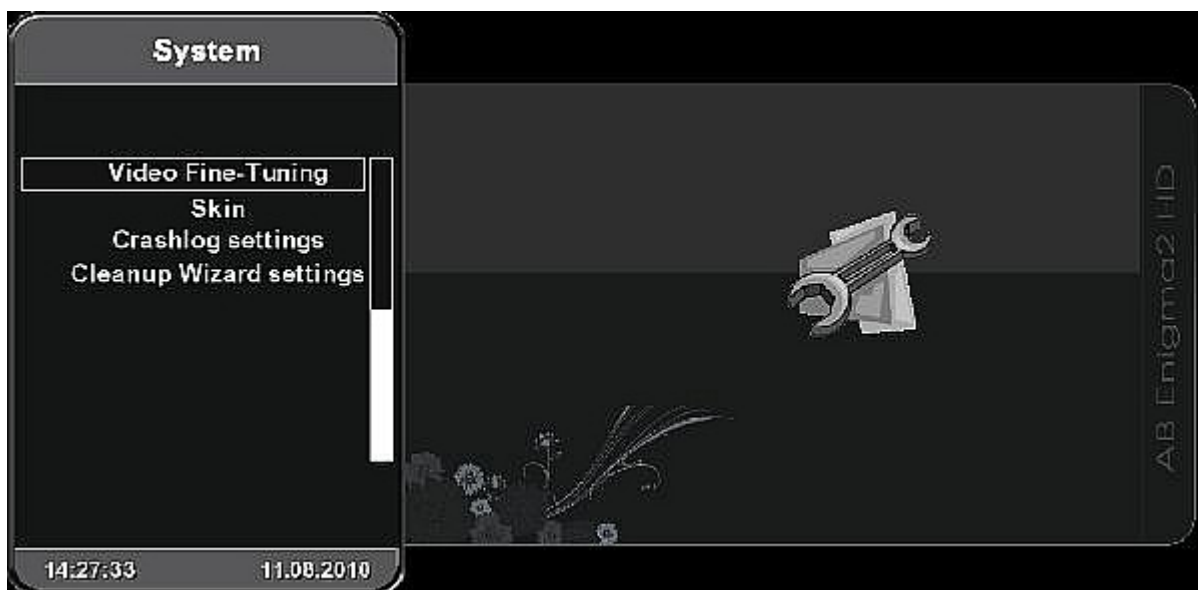 System
Video Fine-Tuning
Skin
Crashlog settings
Cleanup Wizard settings
14:27:33
11.08.2010
AB Enigma2 HD